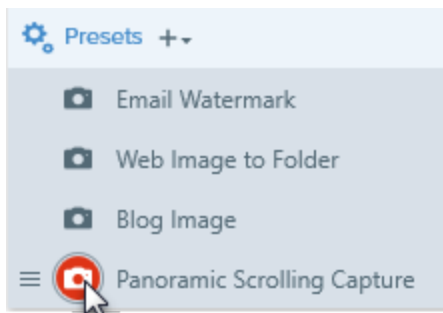 Presets
Email Watermark
Web Image to Folder
Blog Image
Panoramic Scrolling Capture